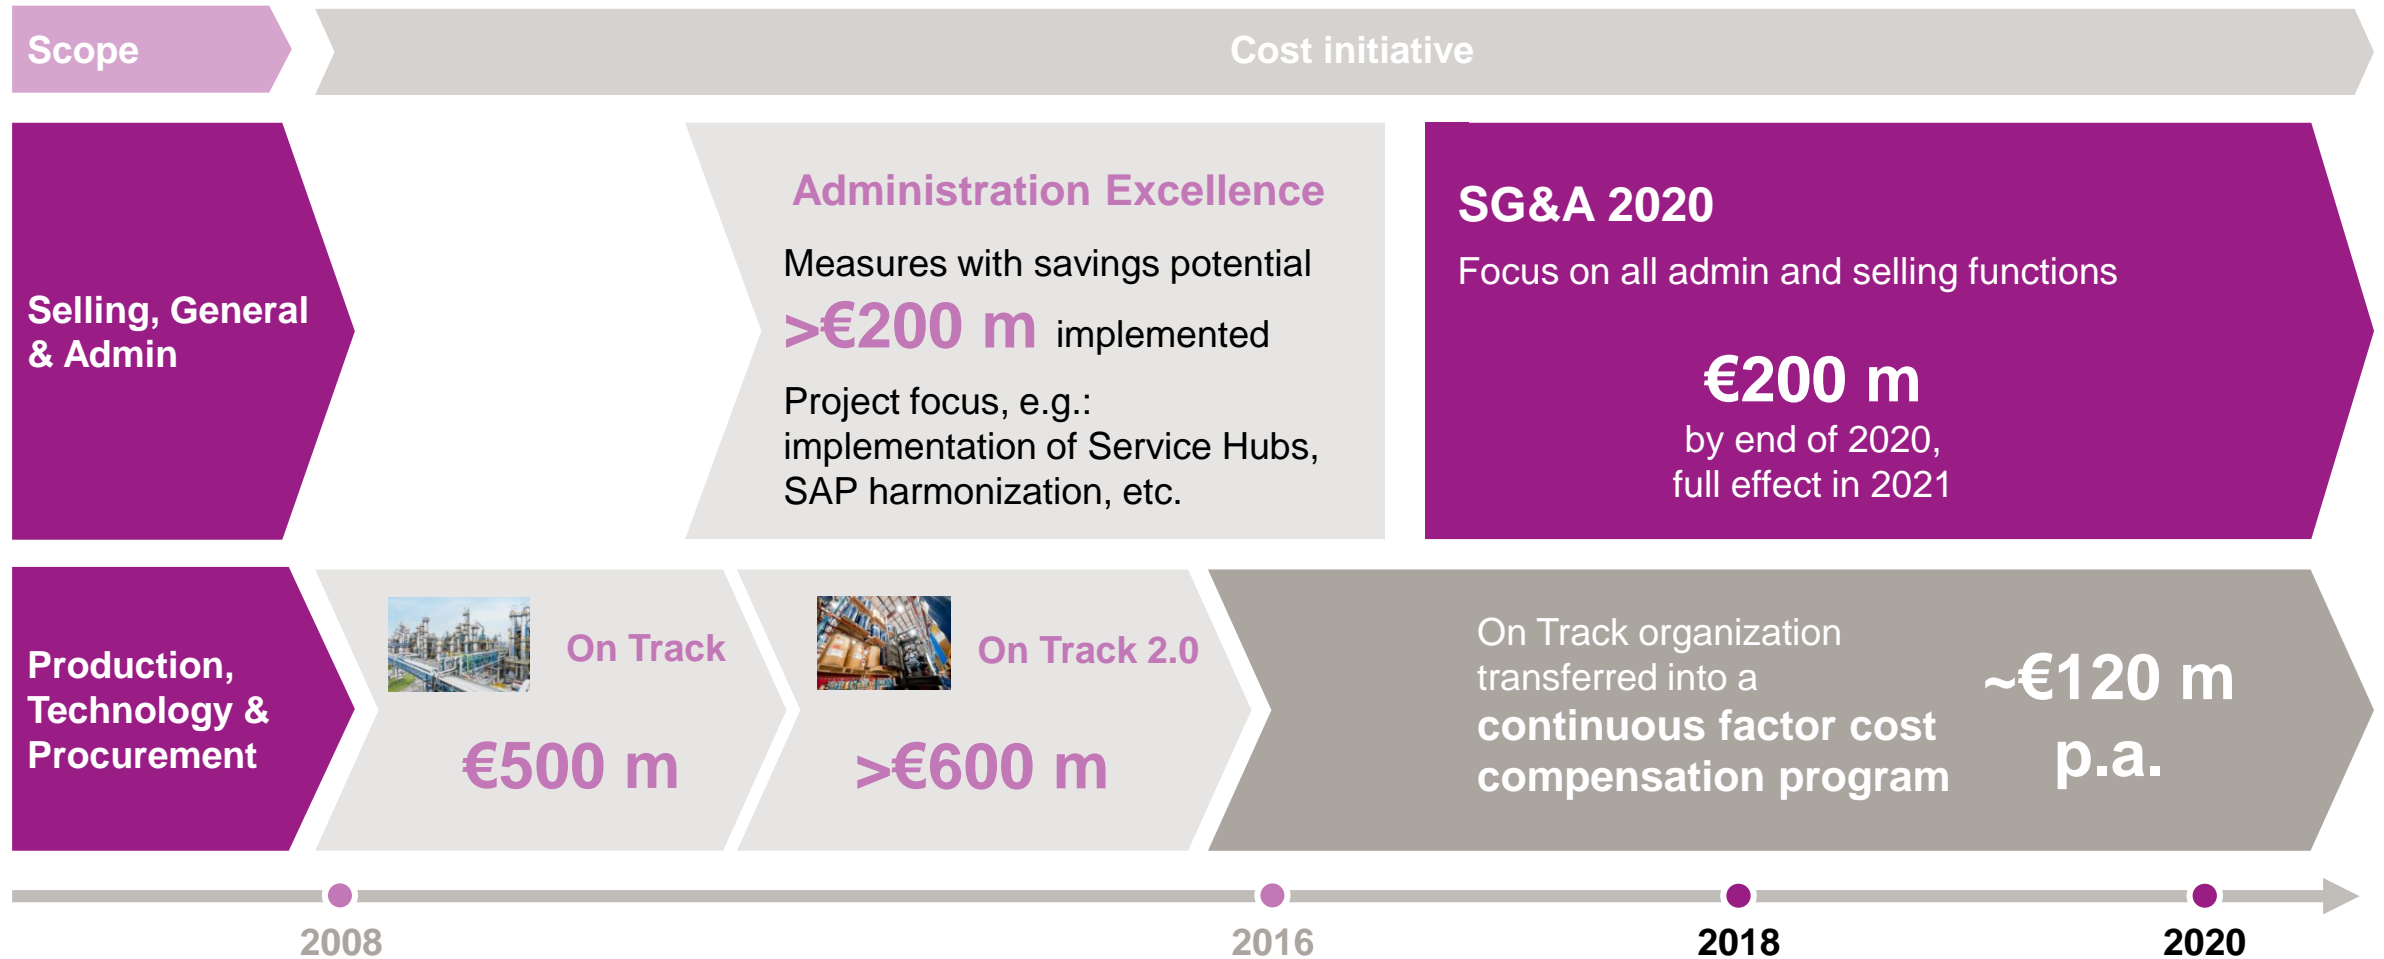 Scope
Cost initiative
Selling, General
& Admin
Administration Excellence
Measures with savings potential
>€200 m implemented
Project focus, e.g.:
implementation of Service Hubs,
SAP harmonization, etc.
SG&A 2020
Focus on all admin and selling functions
€200 m
by end of 2020,
full effect in 2021
Production,
Technology &
Procurement
On Track
€500 m
On Track 2.0
>€600 m
On Track organization
transferred into a
continuous factor cost
compensation program
~€120 m
p.a.
2008
2016
2018
2020